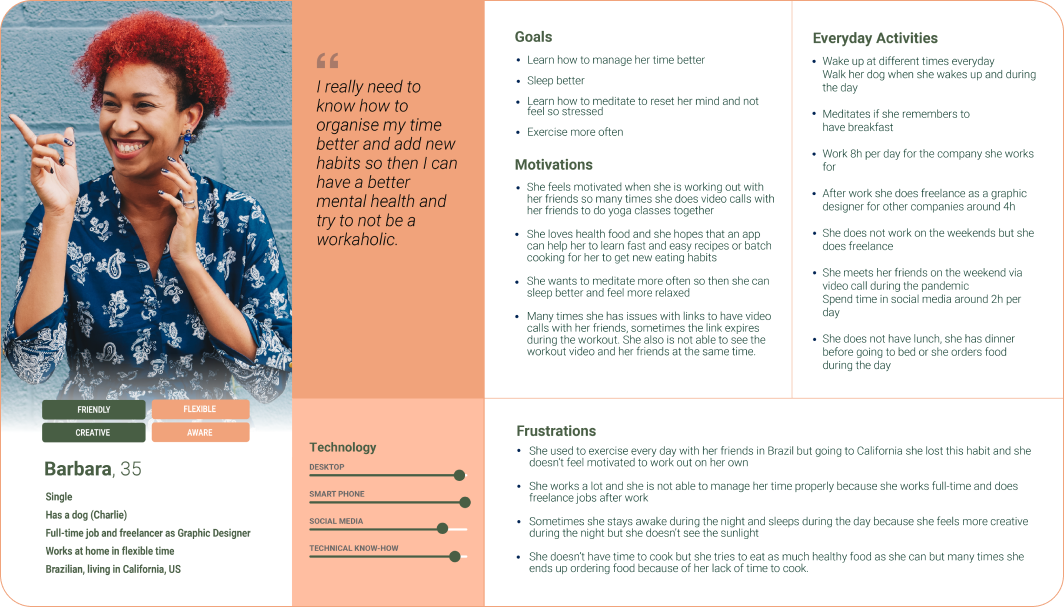 “
I really need to
know how to
organise my time
better and add new
habits so then I can
have a better
mental health and
try to not be a
workaholic.
FRIENDLY
FLEXIBLE
CREATIVE
AWARE
Barbara, 35
Single
Has a dog (Charlie)
Full-time job and freelancer as Graphic Designer
Works at home in flexible time
Brazilian, living in California, US
Technology
DESKTOP
SMART PHONE
SOCIAL MEDIA
TECHNICAL KNOW-HOW
Goals
• Learn how to manage her time better
• Sleep better
• Learn how to meditate to reset her mind and not
feel so stressed
• Exercise more often
Motivations
• She feels motivated when she is working out with
her friends so many times she does video calls with
her friends to do yoga classes together
• She loves health food and she hopes that an app
can help her to learn fast and easy recipes or batch
cooking for her to get new eating habits
• She wants to meditate more often so then she can
sleep better and feel more relaxed
• Many times she has issues with links to have video
calls with her friends, sometimes the link expires
during the workout. She also is not able to see the
workout video and her friends at the same time.
Everyday Activities
• Wake up at different times everyday
Walk her dog when she wakes up and during
the day
• Meditates if she remembers to
have breakfast
• Work 8h per day for the company she works
for
• After work she does freelance as a graphic
designer for other companies around 4h
• She does not work on the weekends but she
does freelance
• She meets her friends on the weekend via
video call during the pandemic
Spend time in social media around 2h per
day
• She does not have lunch, she has dinner
before going to bed or she orders food
during the day
Frustrations
• She used to exercise every day with her friends in Brazil but going to California she lost this habit and she
doesn't feel motivated to work out on her own
• She works a lot and she is not able to manage her time properly because she works full-time and does
freelance jobs after work
• Sometimes she stays awake during the night and sleeps during the day because she feels more creative
during the night but she doesn't see the sunlight
• She doesn't have time to cook but she tries to eat as much healthy food as she can but many times she
ends up ordering food because of her lack of time to cook.